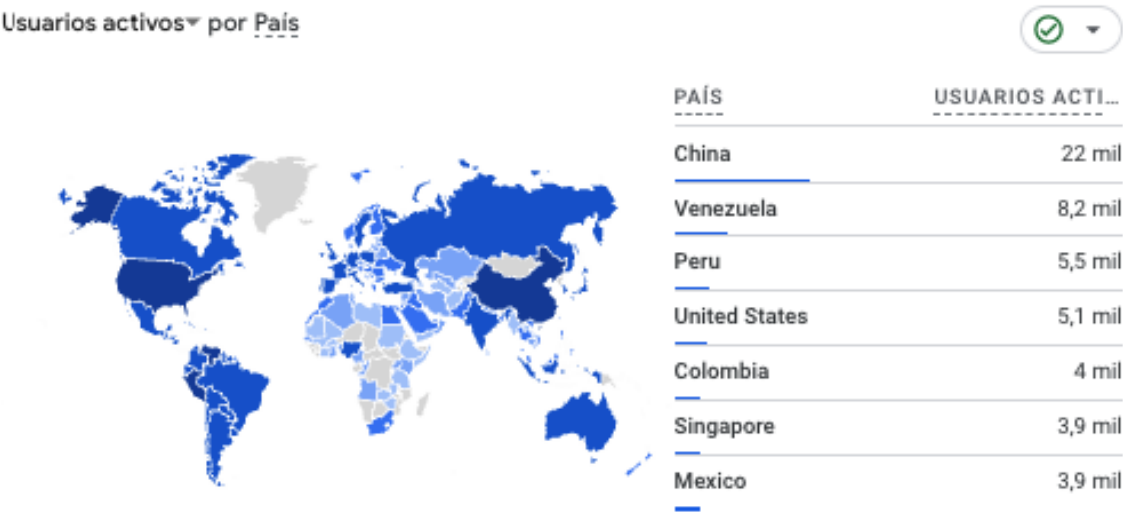 Usuarios activos por País
PAÍS USUARIOS ACTI...
China 22 mil
Venezuela 8,2 mil
Peru 5,5 mil
United States 5,1 mil
Colombia 4 mil
Singapore 3,9 mil
Mexico 3,9 mil